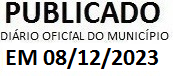 PUBLICADO
DIÁRIO OFICIAL DO MUNICÍPIO
EM 08/12/2023